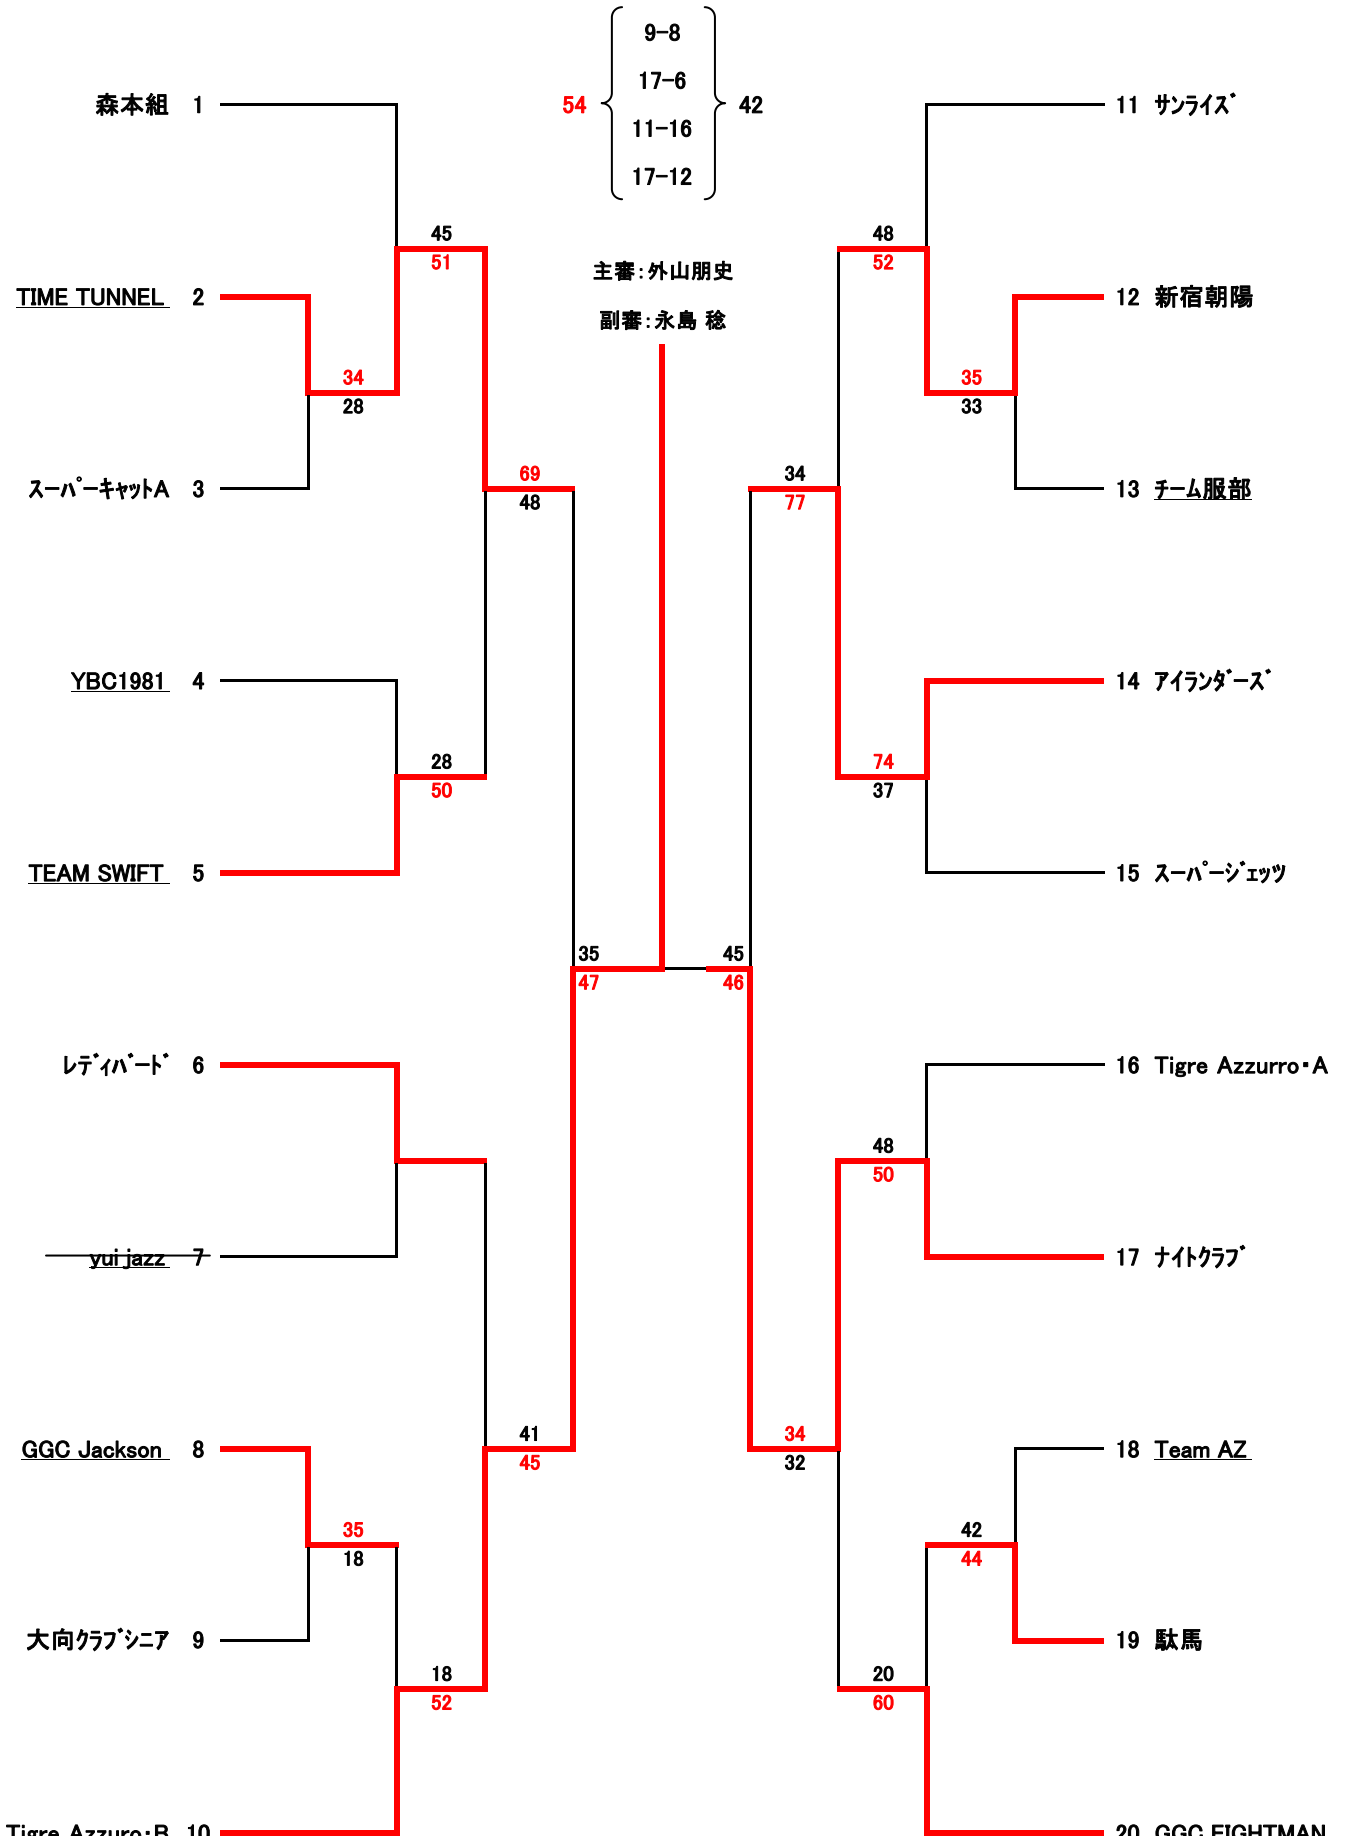 9-8
17-6
54
42
11-16
17-12
森本組 1
11 サンライズ
45
51
48
52
主審:外山朋史
副審:永島 稔
TIME TUNNEL 2
12 新宿朝陽
34
28
35
33
スーパーキャットA 3
13 チーム服部
69
48
34
77
YBC1981 4
14 アイランダーズ
28
50
74
37
TEAM SWIFT 5
15 スーパージェッツ
35
47
45
46
レディバード 6
16 Tigre Azzurro・A
48
50
yui jazz 7
17 ナイトクラブ
GGC Jackson 8
18 Team AZ
41
45
34
32
35
18
42
44
大向クラブシニア 9
19 駄馬
18
52
20
60
Tigre Azzuro・B 10
20 GGC FIGHTMAN